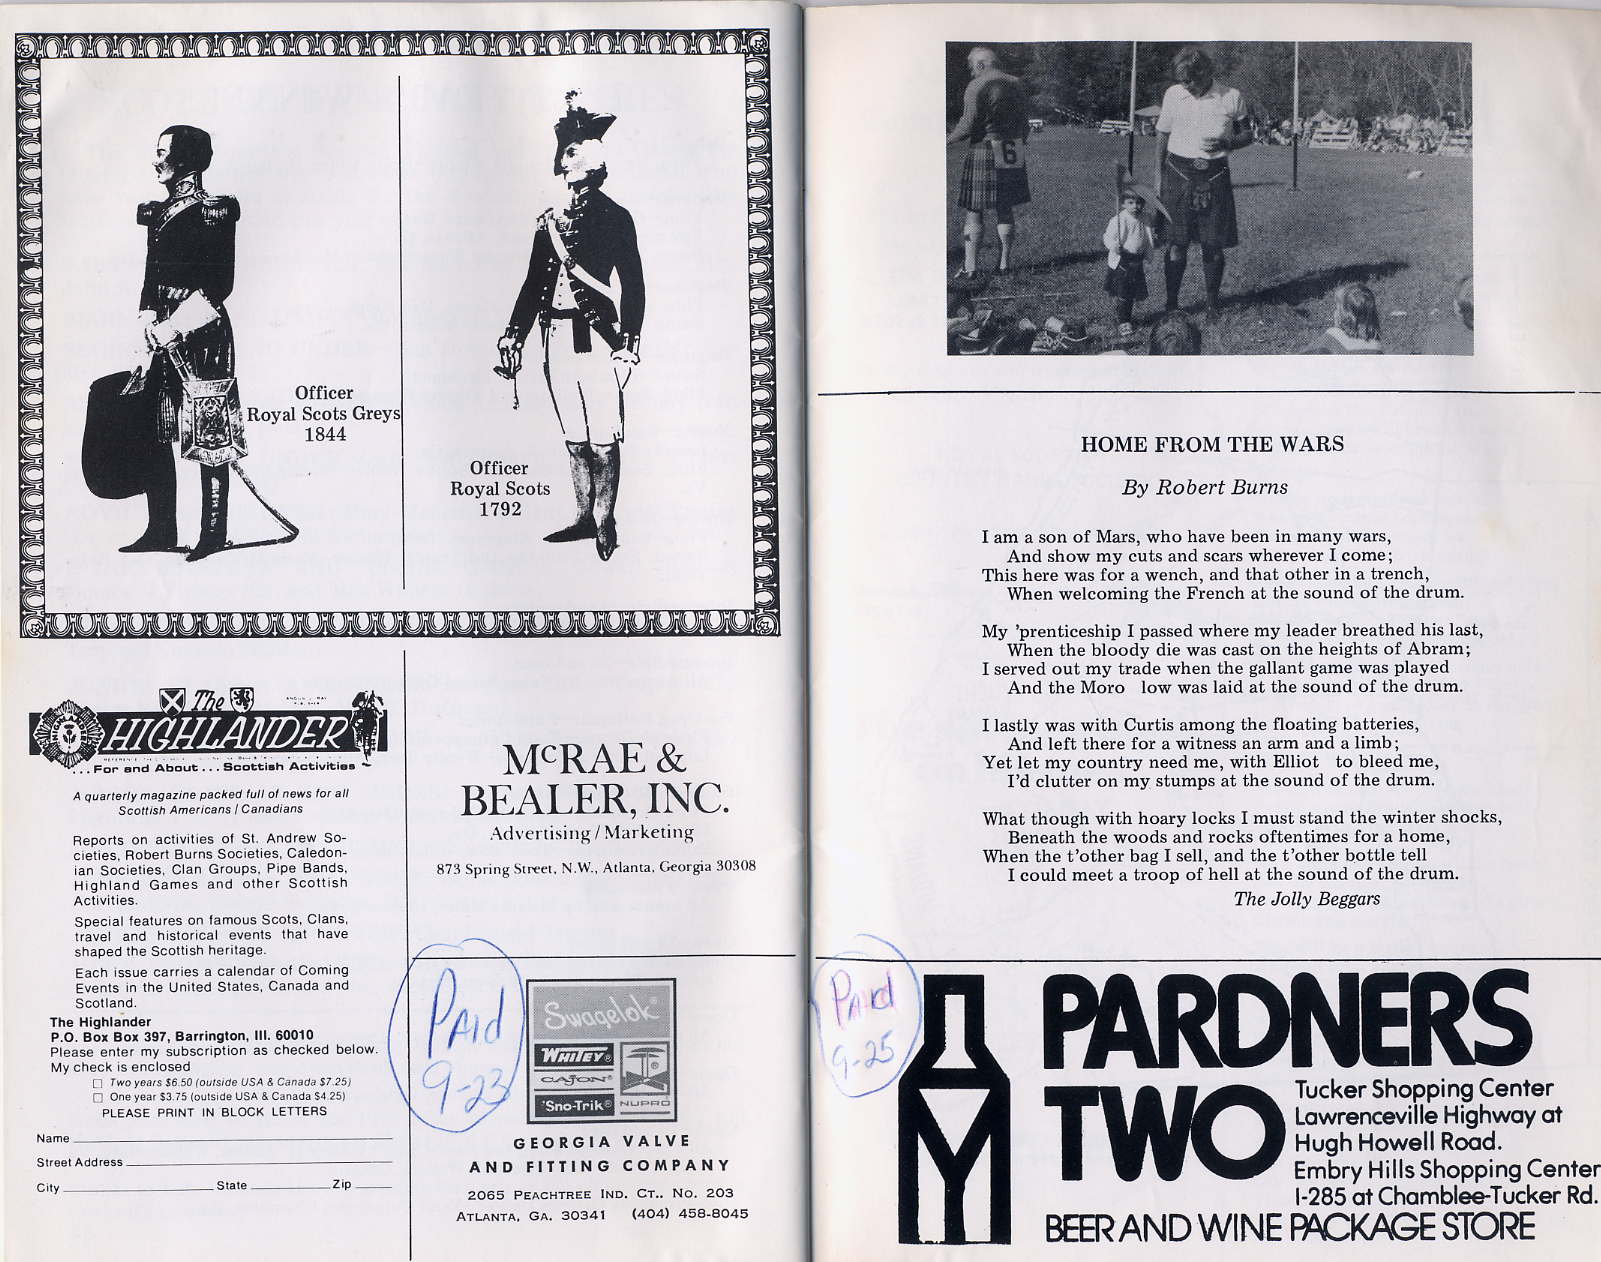 Officer
Royal Scots Greys
1844
Officer
Royal Scots
1792
The
HIGHLANDER
... For and About ... Scottish Activities
A quarterly magazine packed full of news for all
Scottish Americans / Canadians
Reports on activities of St. Andrew So-
cieties, Robert Burns Societies, Caledon-
ian Societies, Clan Groups, Pipe Bands,
Highland Games and other Scottish
Activities.
Special features on famous Scots, Clans,
travel and historical events that have
shaped the Scottish heritage.
Each issue carries a calendar of Coming
Events in the United States, Canada and
Scotland.
The Highlander
P.O. Box Box 397, Barrington, Ill. 60010
Please enter my subscription as checked below.
My check is enclosed
Two years $6.50 (outside USA & Canada $7.25)
One year $3.75 (outside USA & Canada $4.25)
PLEASE PRINT IN BLOCK LETTERS
Name
Street Address
City State Zip
McRAE &
BEALER, INC.
Advertising / Marketing
873 Spring Street, N.W., Atlanta, Georgia 30308
Paid
9-23
Swagelok®
WHITEY®
CAJON®
'Sno-Trik®
NUPRO
GEORGIA VALVE
AND FITTING COMPANY
2065 PEACHTREE IND. CT., NO. 203
ATLANTA, GA. 30341 (404) 458-8045
6
HOME FROM THE WARS
By Robert Burns
I am a son of Mars, who have been in many wars,
And show my cuts and scars wherever I come;
This here was for a wench, and that other in a trench,
When welcoming the French at the sound of the drum.
My 'prenticeship I passed where my leader breathed his last,
When the bloody die was cast on the heights of Abram;
I served out my trade when the gallant game was played
And the Moro low was laid at the sound of the drum.
I lastly was with Curtis among the floating batteries,
And left there for a witness an arm and a limb;
Yet let my country need me, with Elliot to bleed me,
I'd clutter on my stumps at the sound of the drum.
What though with hoary locks I must stand the winter shocks,
Beneath the woods and rocks oftentimes for a home,
When the t'other bag I sell, and the t'other bottle tell
I could meet a troop of hell at the sound of the drum.
The Jolly Beggars
Paid
9-25
PARDNERS
TWO
Tucker Shopping Center
Lawrenceville Highway at
Hugh Howell Road.
Embry Hills Shopping Center
I-285 at Chamblee-Tucker Rd.
BEER AND WINE PACKAGE STORE